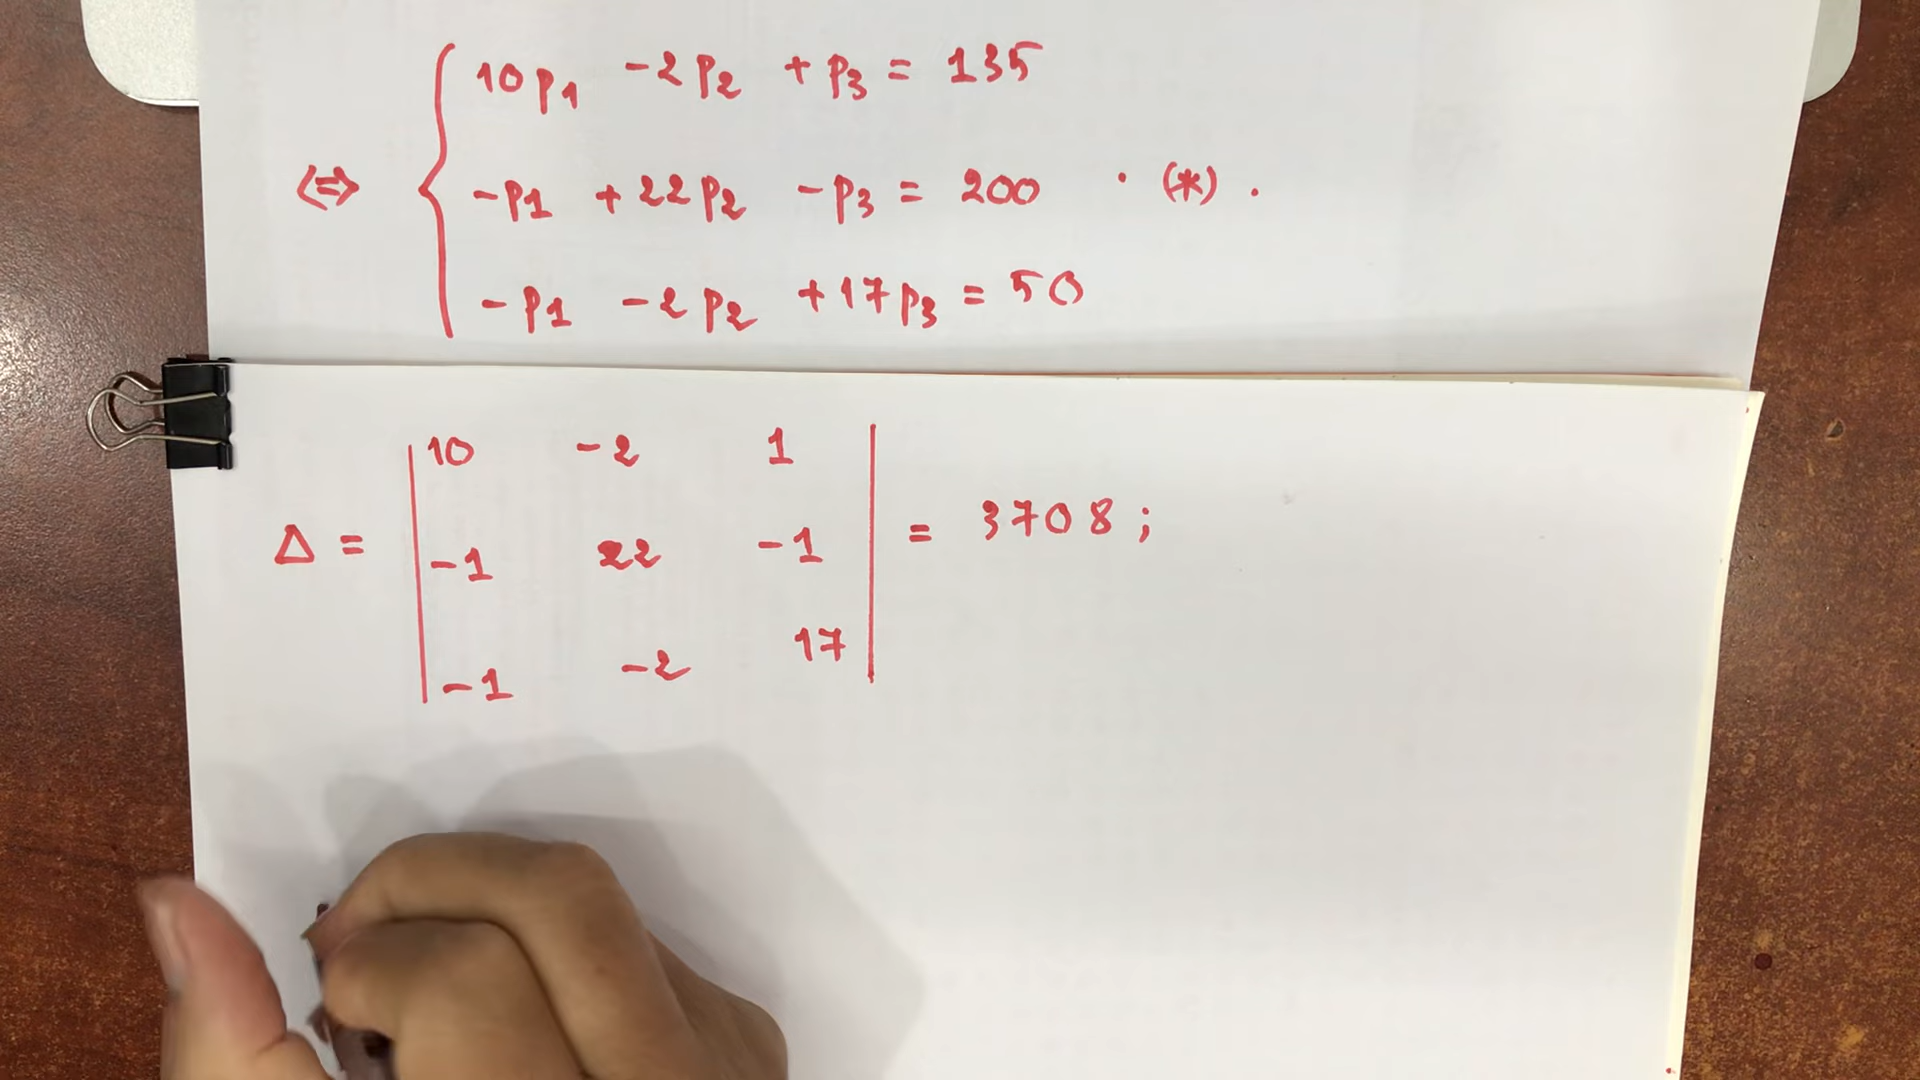 10p1 -2p2 +p3 = 135
⇔ -p1 +22p2 -p3 = 200 . (*) .
-p1 -2p2 +17p3 = 50
10 -2 1
Δ = -1 22 -1 = 3708 ;
-1 -2 17